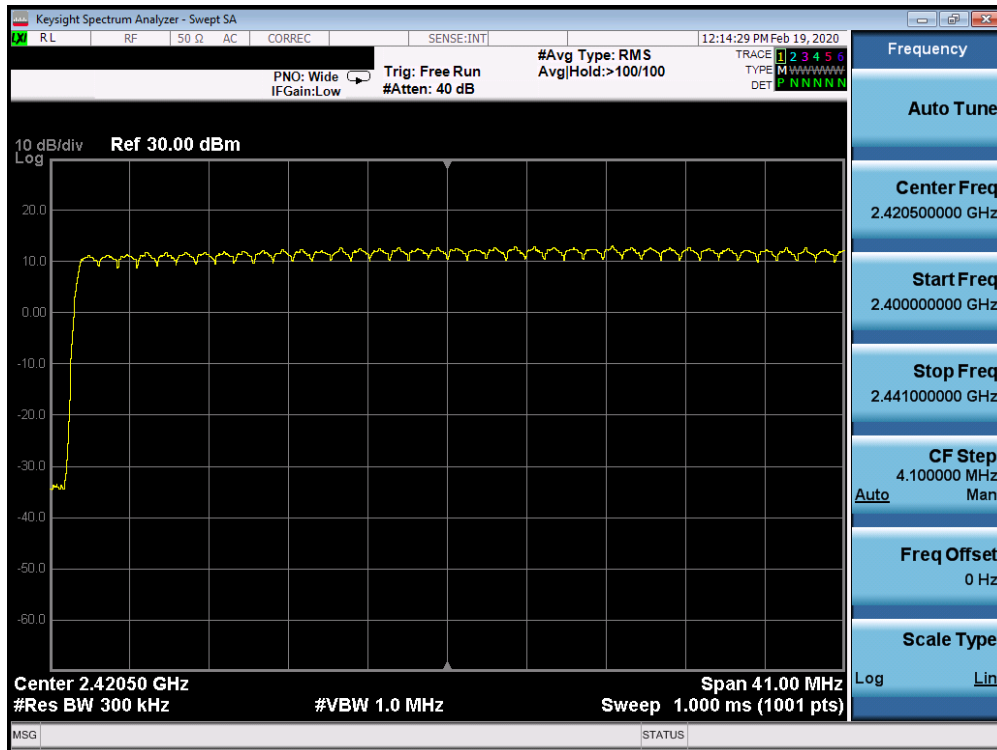 Keysight Spectrum Analyzer - Swept SA
LXI RL RF 50 Ω AC CORREC SENSE:INT 12:14:29 PM Feb 19, 2020
Frequency
PNO: Wide
IFGain:Low
Trig: Free Run
#Atten: 40 dB
#Avg Type: RMS
Avg|Hold:>100/100
TRACE 1 2 3 4 5 6
TYPE M WWWWW
DET P N N N N N
Auto Tune
10 dB/div Ref 30.00 dBm
Log
Center Freq
2.420500000 GHz
Start Freq
2.400000000 GHz
Stop Freq
2.441000000 GHz
CF Step
4.100000 MHz
Auto Man
Freq Offset
0 Hz
Scale Type
Log Lin
20.0
10.0
0.00
-10.0
-20.0
-30.0
-40.0
-50.0
-60.0
Center 2.42050 GHz Span 41.00 MHz
#Res BW 300 kHz #VBW 1.0 MHz Sweep 1.000 ms (1001 pts)
MSG STATUS